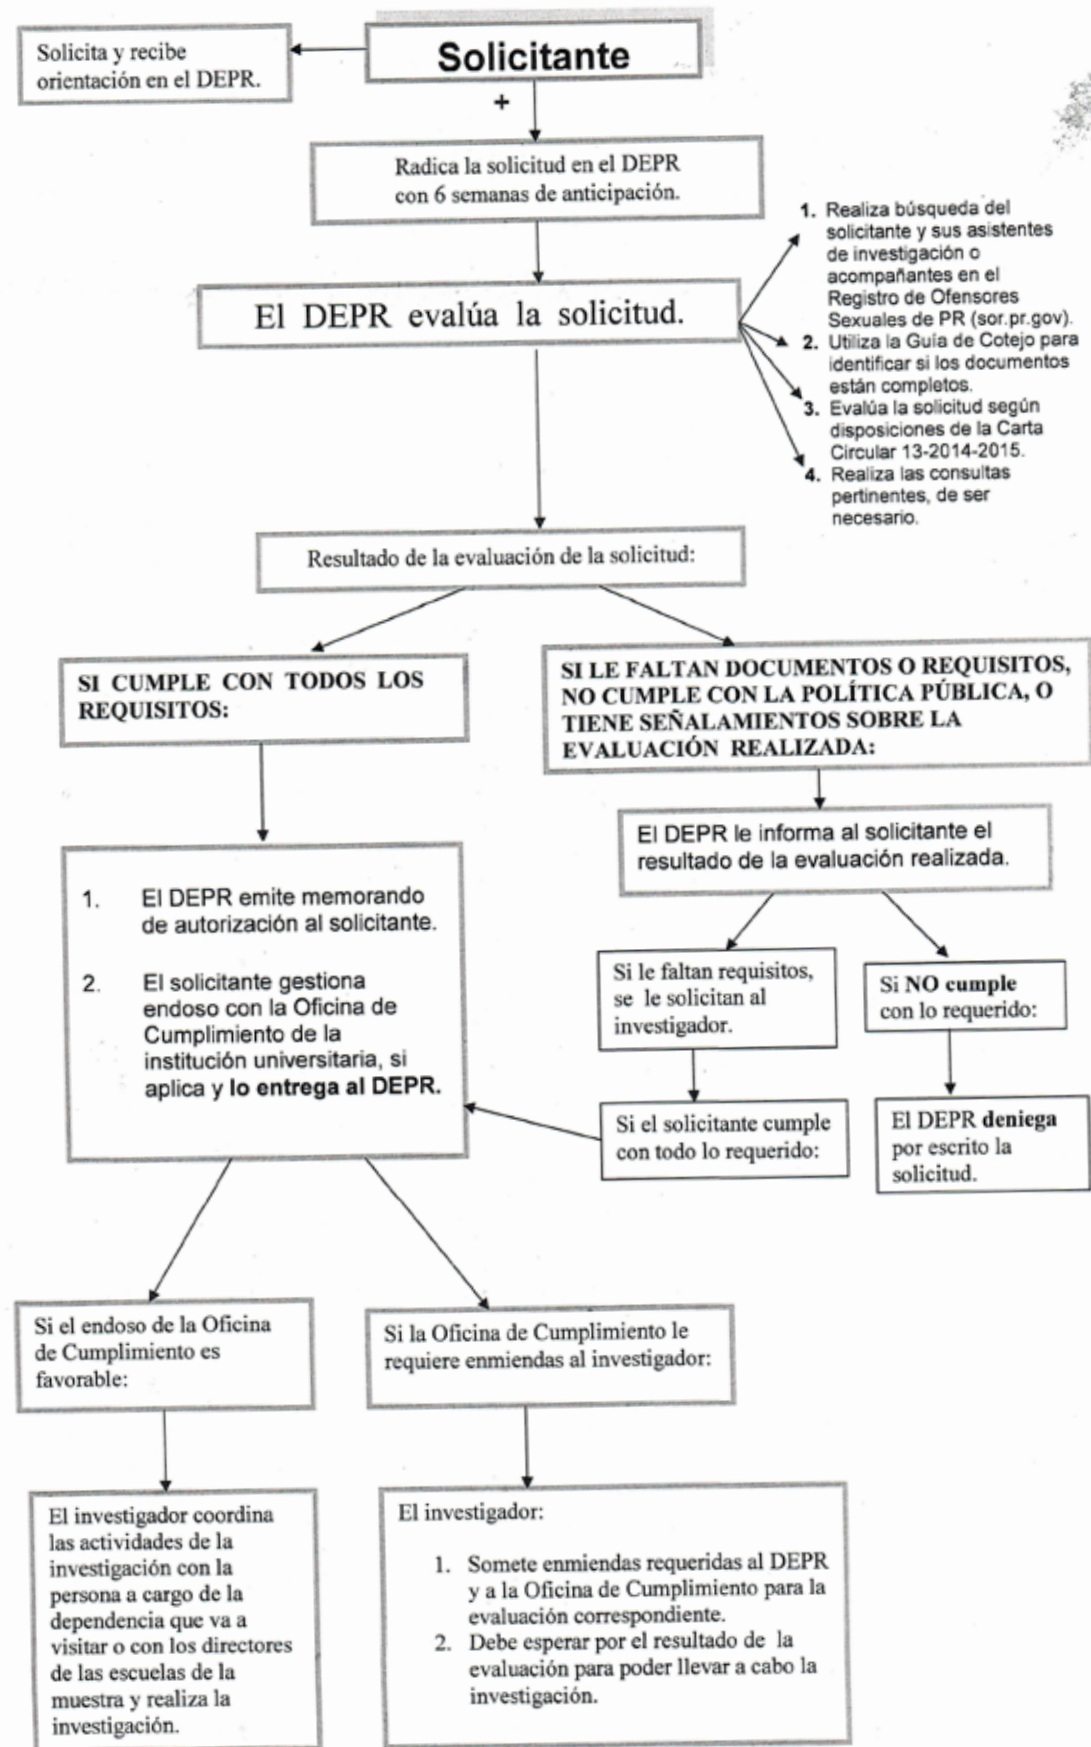 Solicita y recibe
orientación en el DEPR.
Solicitante
+
Radica la solicitud en el DEPR
con 6 semanas de anticipación.
El DEPR evalúa la solicitud.
1. Realiza búsqueda del
solicitante y sus asistentes
de investigación o
acompañantes en el
Registro de Ofensores
Sexuales de PR (sor.pr.gov).
2. Utiliza la Guía de Cotejo para
identificar si los documentos
están completos.
3. Evalúa la solicitud según
disposiciones de la Carta
Circular 13-2014-2015.
4. Realiza las consultas
pertinentes, de ser
necesario.
Resultado de la evaluación de la solicitud:
SI CUMPLE CON TODOS LOS
REQUISITOS:
SI LE FALTAN DOCUMENTOS O REQUISITOS,
NO CUMPLE CON LA POLÍTICA PÚBLICA, O
TIENE SEÑALAMIENTOS SOBRE LA
EVALUACIÓN REALIZADA:
El DEPR le informa al solicitante el
resultado de la evaluación realizada.
1. El DEPR emite memorando
de autorización al solicitante.
2. El solicitante gestiona
endoso con la Oficina de
Cumplimiento de la
institución universitaria, si
aplica y lo entrega al DEPR.
Si le faltan requisitos,
se le solicitan al
investigador.
Si NO cumple
con lo requerido:
Si el solicitante cumple
con todo lo requerido:
El DEPR deniega
por escrito la
solicitud.
Si el endoso de la Oficina
de Cumplimiento es
favorable:
Si la Oficina de Cumplimiento le
requiere enmiendas al investigador:
El investigador coordina
las actividades de la
investigación con la
persona a cargo de la
dependencia que va a
visitar o con los directores
de las escuelas de la
muestra y realiza la
investigación.
El investigador:
1. Somete enmiendas requeridas al DEPR
y a la Oficina de Cumplimiento para la
evaluación correspondiente.
2. Debe esperar por el resultado de la
evaluación para poder llevar a cabo la
investigación.